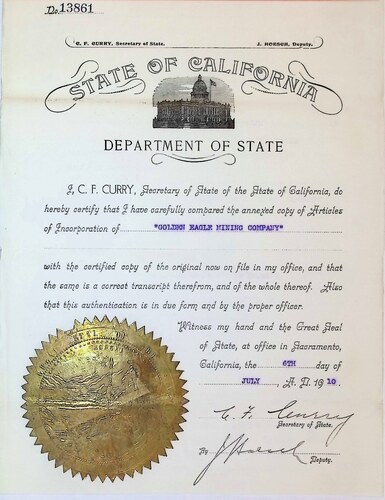 No. 13861
C. F. CURRY, Secretary of State. J. HOESCH, Deputy.
STATE OF CALIFORNIA
DEPARTMENT OF STATE
I, C. F. CURRY, Secretary of State of the State of California, do
hereby certify that I have carefully compared the annexed copy of Articles
of Incorporation of "GOLDEN EAGLE MINING COMPANY"
with the certified copy of the original now on file in my office, and that
the same is a correct transcript therefrom, and of the whole thereof. Also
that this authentication is in due form and by the proper officer.
Witness my hand and the Great Seal
of State, at office in Sacramento,
California, the 6TH day of
JULY, A. D. 1910.
C. F. Curry
Secretary of State.
By J Hoesch
Deputy.